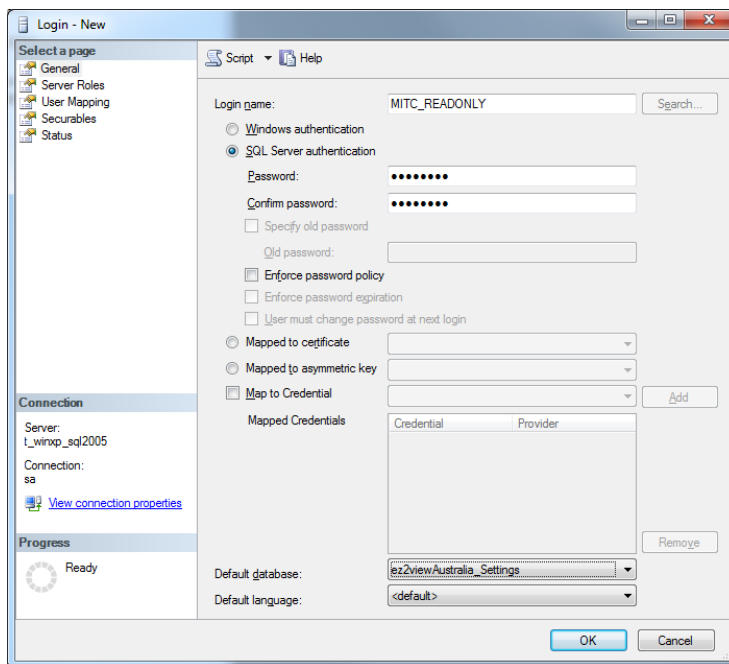 Login - New
Select a page
General
Server Roles
User Mapping
Securables
Status
Script Help
Login name: MITC_READONLY Search...
Windows authentication
SQL Server authentication
Password: ••••••••
Confirm password: ••••••••
Specify old password
Old password:
Enforce password policy
Enforce password expiration
User must change password at next login
Mapped to certificate
Mapped to asymmetric key
Map to Credential Add
Mapped Credentials Credential Provider
Remove
Default database: ez2viewAustralia_Settings
Default language: <default>
Connection
Server:
t_winxp_sql2005
Connection:
sa
View connection properties
Progress
Ready
OK Cancel